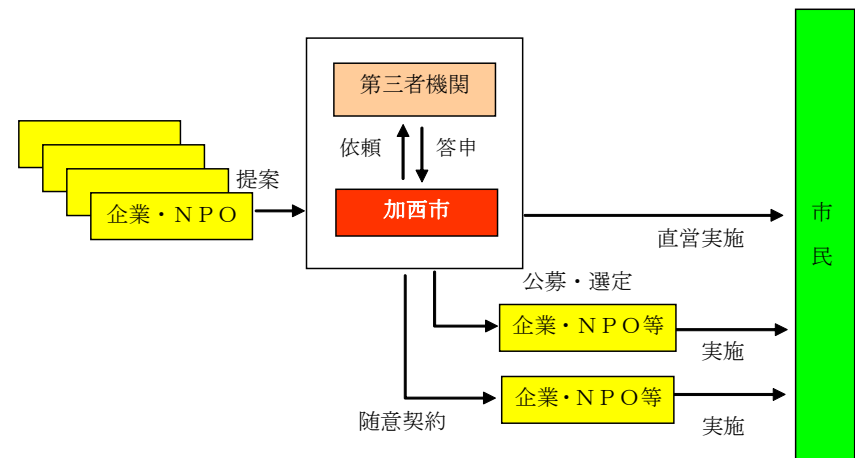 第三者機関
依頼
答申
提案
企業・ＮＰＯ
加西市
直営実施
市民
公募・選定
企業・ＮＰＯ等
実施
企業・ＮＰＯ等
随意契約
実施